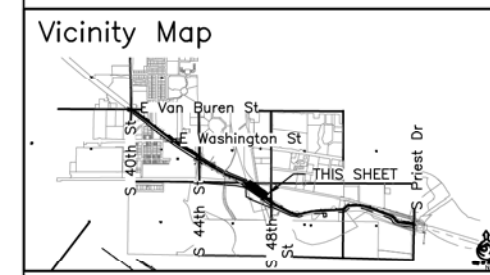 Vicinity Map
E Van Buren St
E Washington St
S 40th St
THIS SHEET
S 44th St
S 48th St
S Priest Dr